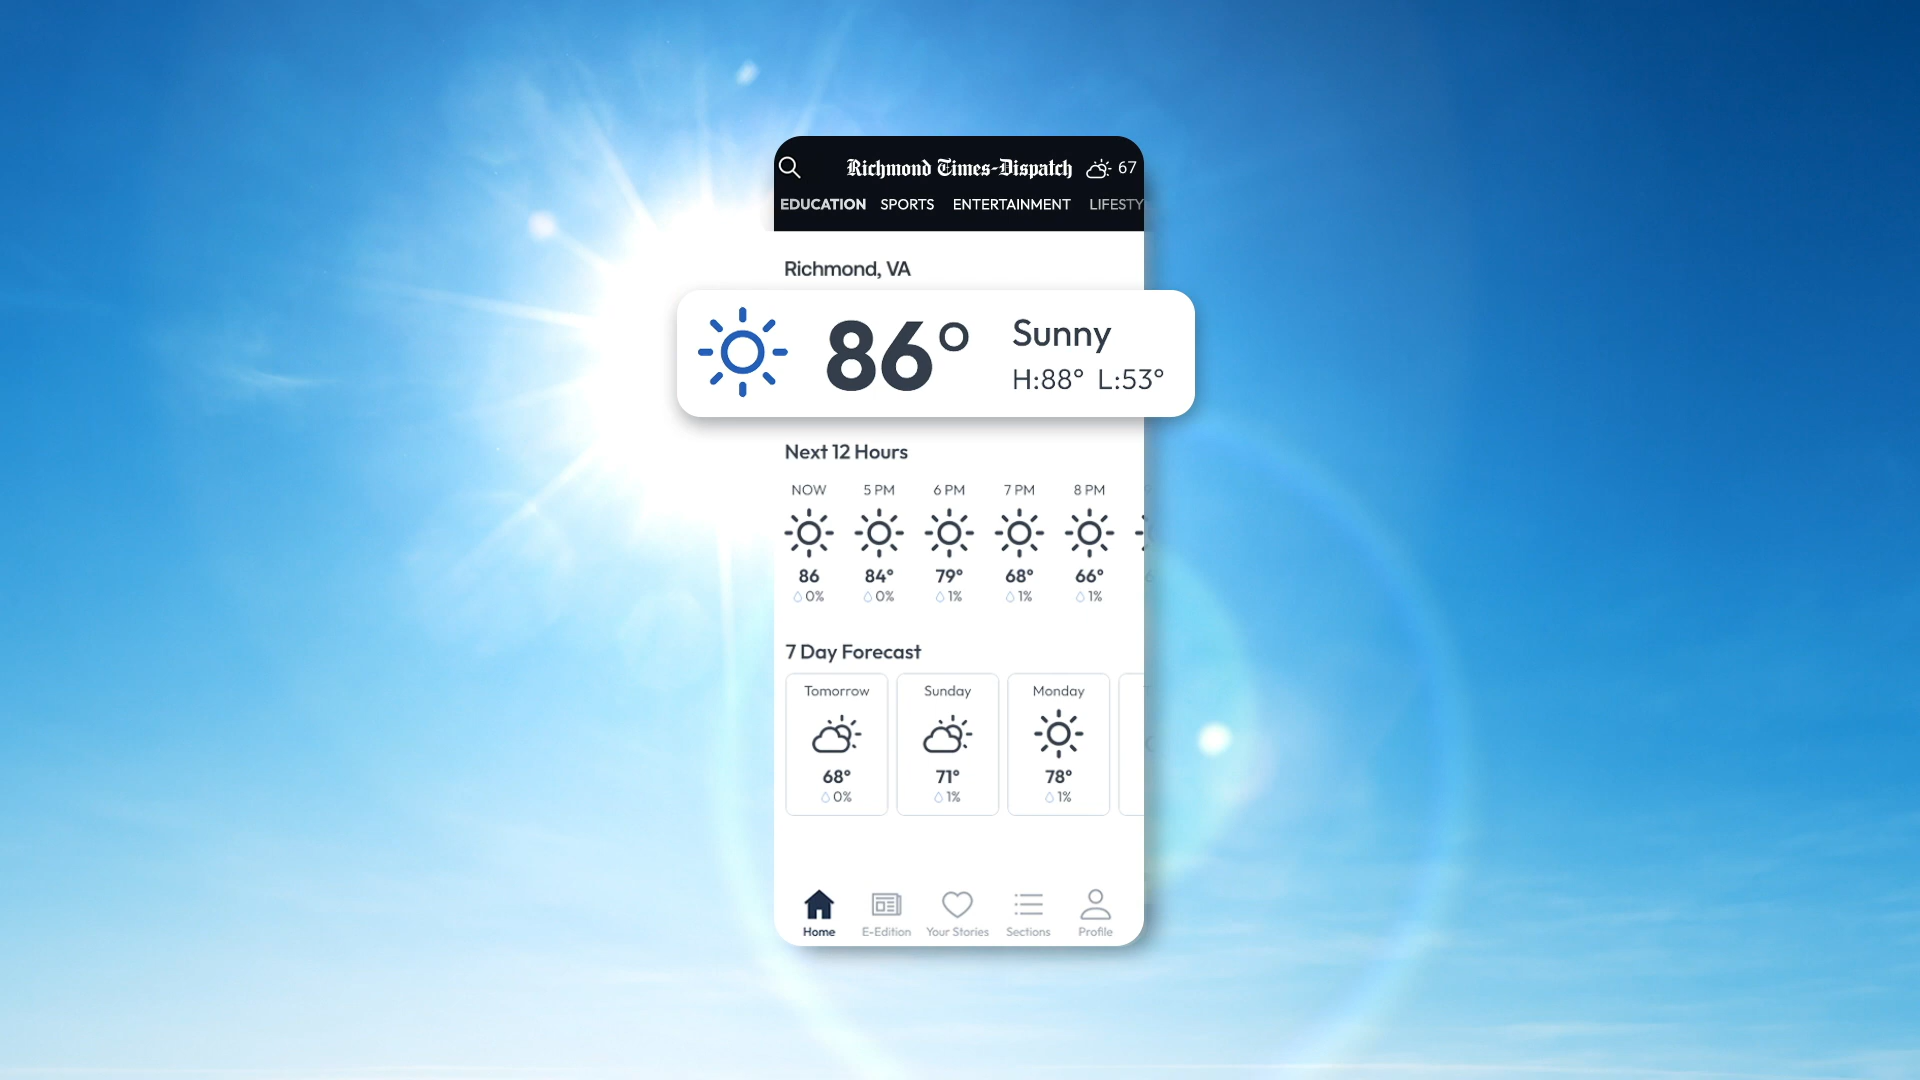 Richmond Times-Dispatch 67
EDUCATION SPORTS ENTERTAINMENT LIFESTY
Richmond, VA
86° Sunny
H:88° L:53°
Next 12 Hours
NOW 5 PM 6 PM 7 PM 8 PM
86 84° 79° 68° 66°
0% 0% 1% 1% 1%
7 Day Forecast
Tomorrow Sunday Monday
68° 71° 78°
0% 1% 1%
Home E-Edition Your Stories Sections Profile